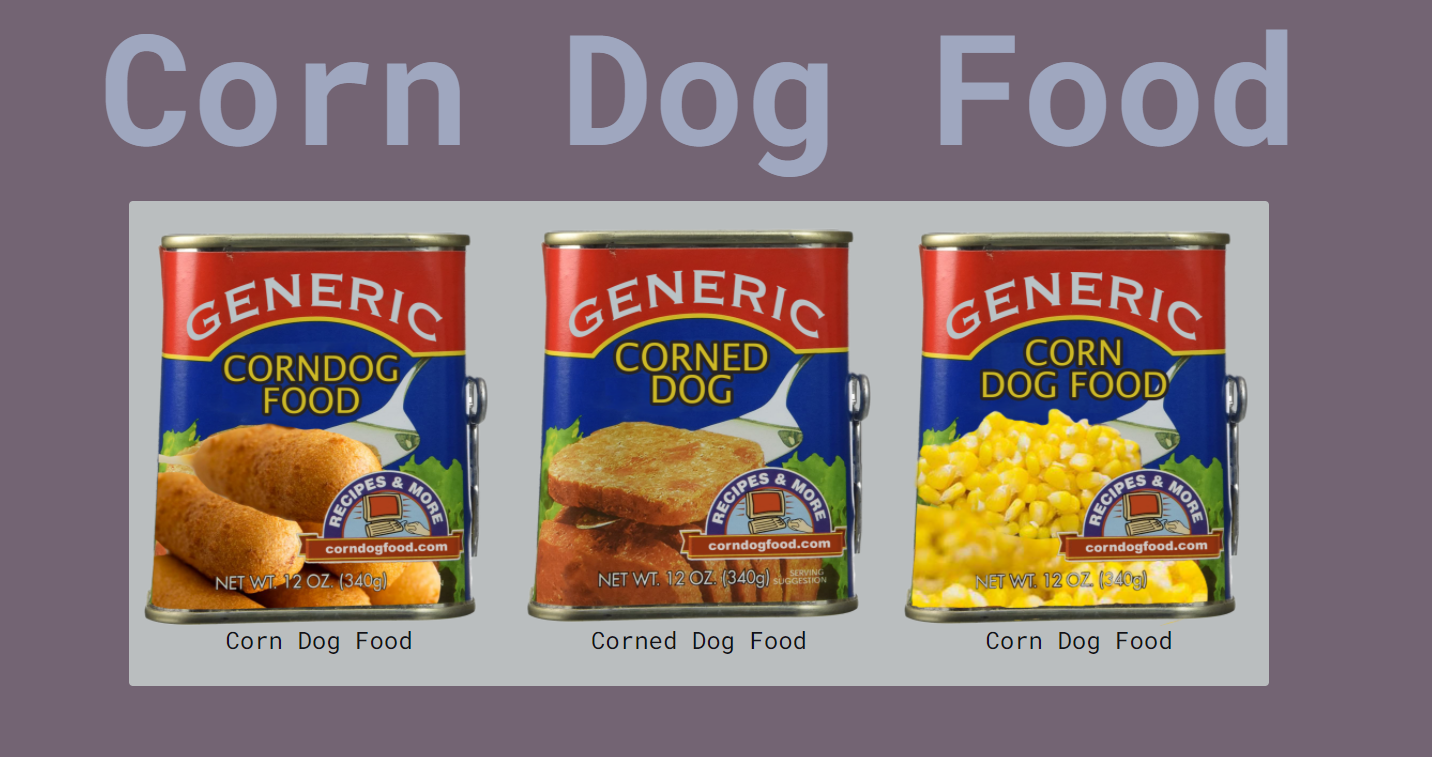 Corn Dog Food
GENERIC
CORNDOG
FOOD
RECIPES & MORE
corndogfood.com
NET WT. 12 OZ. (340g)
Corn Dog Food
GENERIC
CORNED
DOG
RECIPES & MORE
corndogfood.com
NET WT. 12 OZ. (340g)
SERVING
SUGGESTION
Corned Dog Food
GENERIC
CORN
DOG FOOD
RECIPES & MORE
corndogfood.com
NET WT. 12 OZ. (340g)
Corn Dog Food